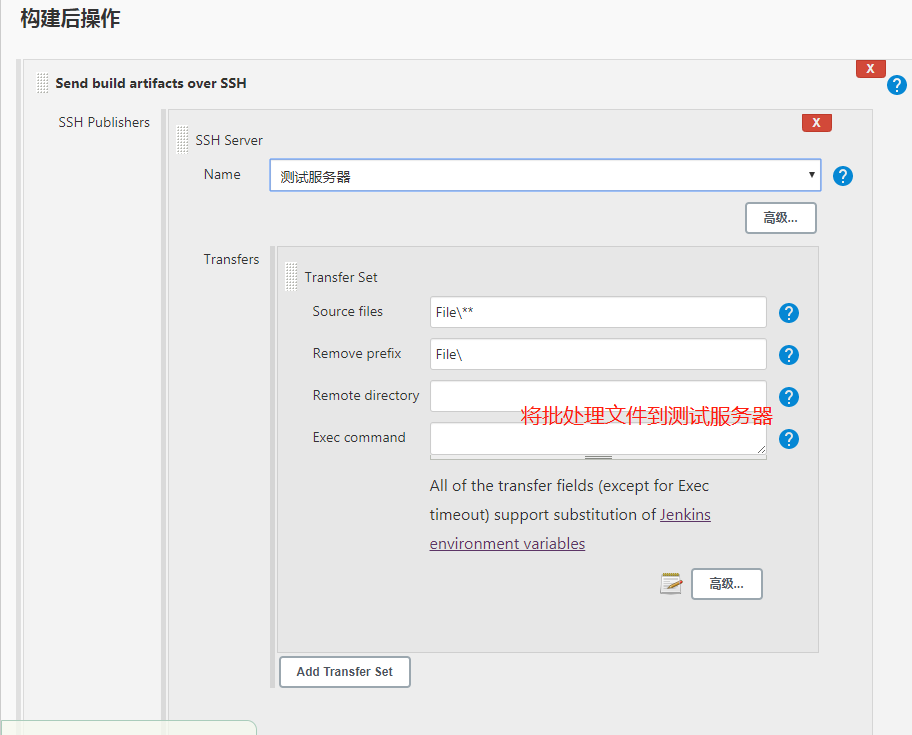 构建后操作
Send build artifacts over SSH
X
?
SSH Publishers
X
SSH Server
Name
测试服务器
?
高级...
Transfers
Transfer Set
Source files
File\**
?
Remove prefix
File\
?
Remote directory
?
将批处理文件到测试服务器
Exec command
?
All of the transfer fields (except for Exec
timeout) support substitution of Jenkins
environment variables
高级...
Add Transfer Set